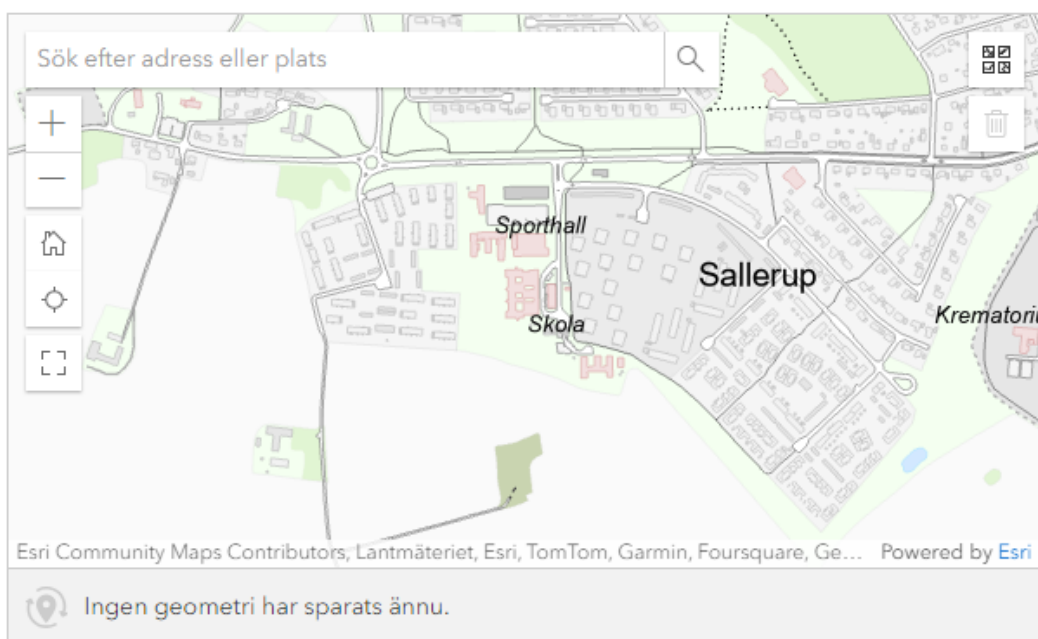 Sök efter adress eller plats
Sporthall
Sallerup
Skola
Esri Community Maps Contributors, Lantmäteriet, Esri, TomTom, Garmin, Foursquare, Ge... Powered by Esri
Ingen geometri har sparats ännu.